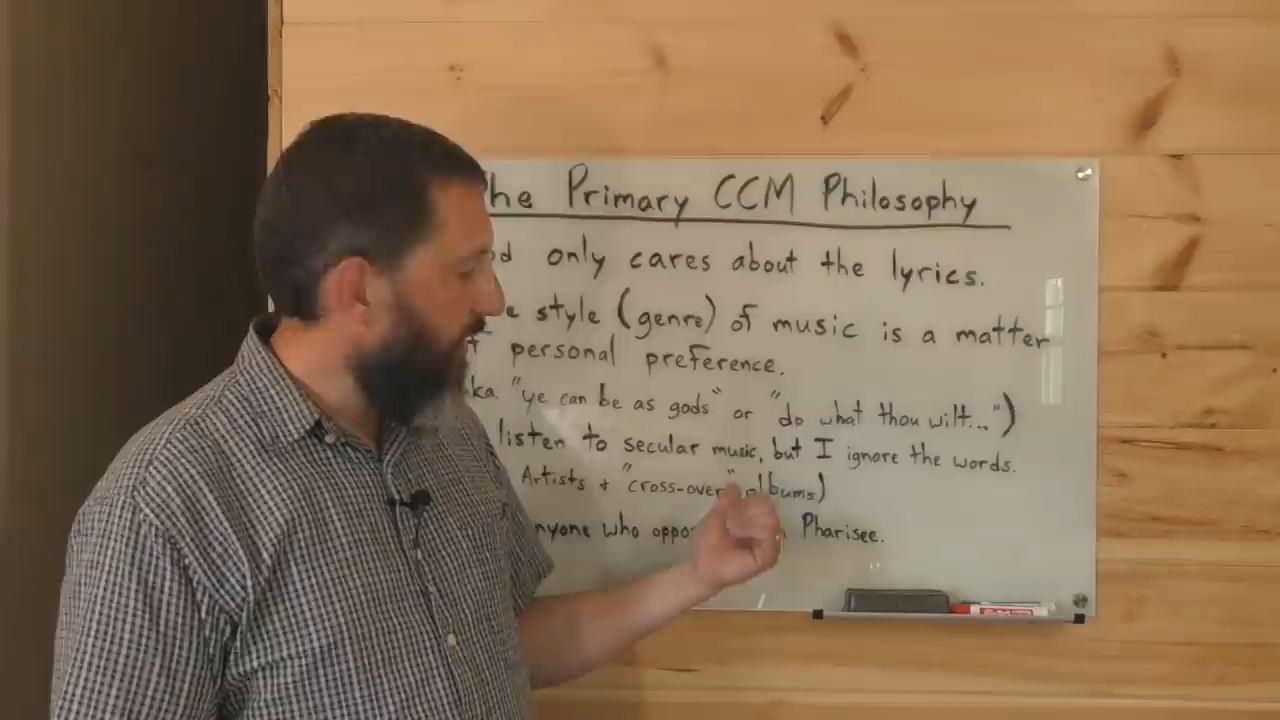 he Primary CCM Philosophy
od only cares about the lyrics.
e style (genre) of music is a matter
personal preference.
ka. "ye can be as gods" or "do what thou wilt...")
listen to secular music, but I ignore the words.
Artists + "cross-over" albums)
nyone who oppo Pharisee.